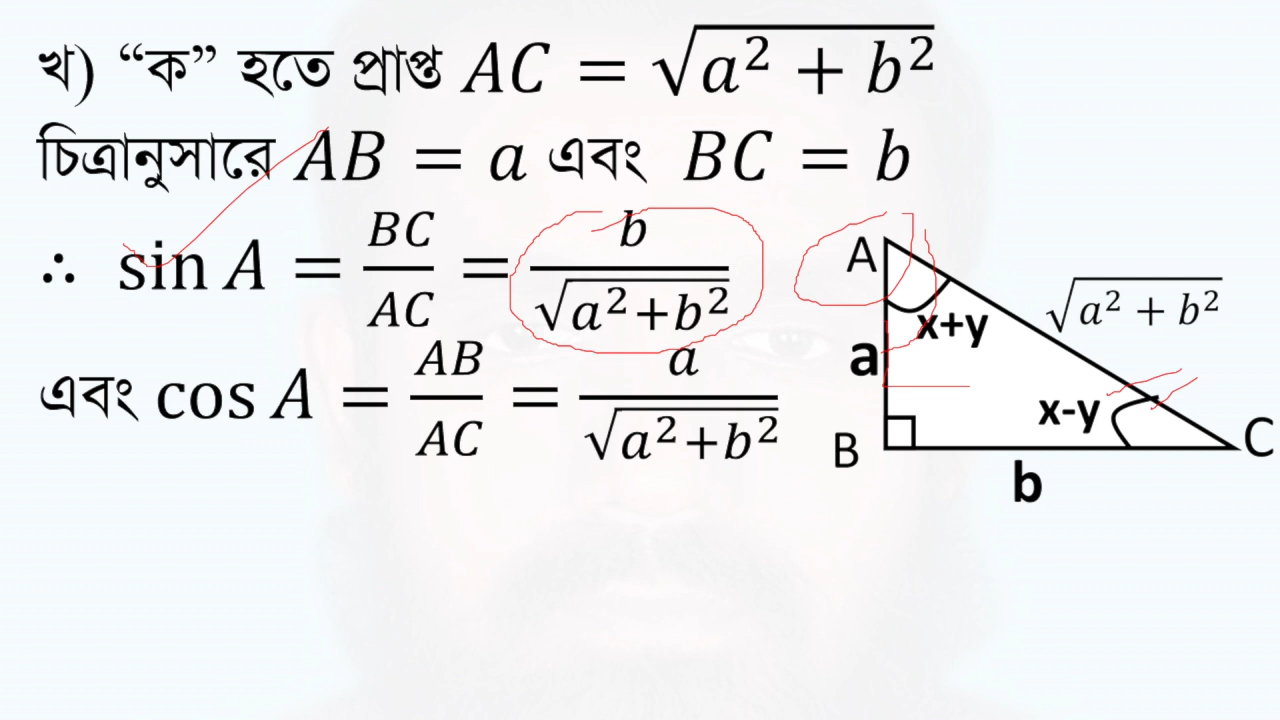 খ) “ক” হতে প্রাপ্ত AC = √(a² + b²)
চিত্রানুসারে AB = a এবং BC = b
∴ sin A = BC/AC = b/√(a²+b²)
এবং cos A = AB/AC = a/√(a²+b²)
A
x+y
√(a² + b²)
a
x-y
B
C
b